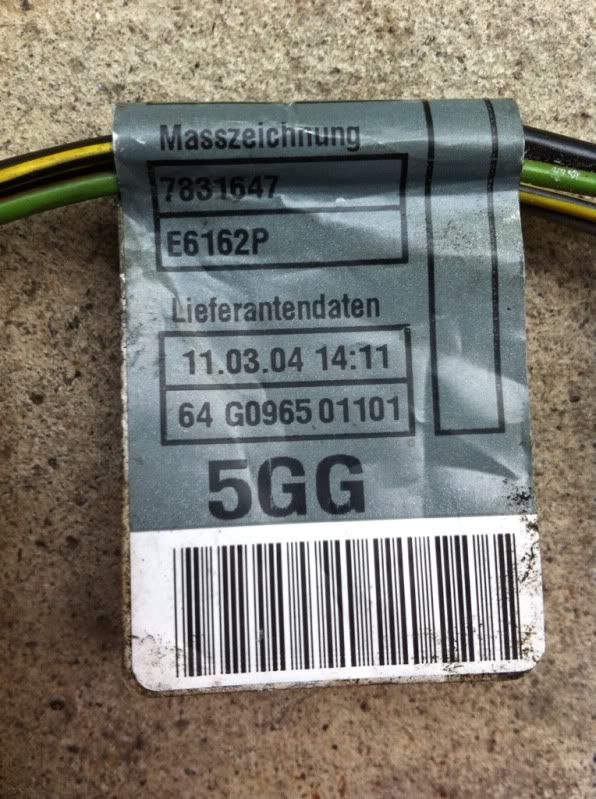 Masszeichnung
7831647
E6162P
Lieferantendaten
11.03.04 14:11
64 G0965 01101
5GG